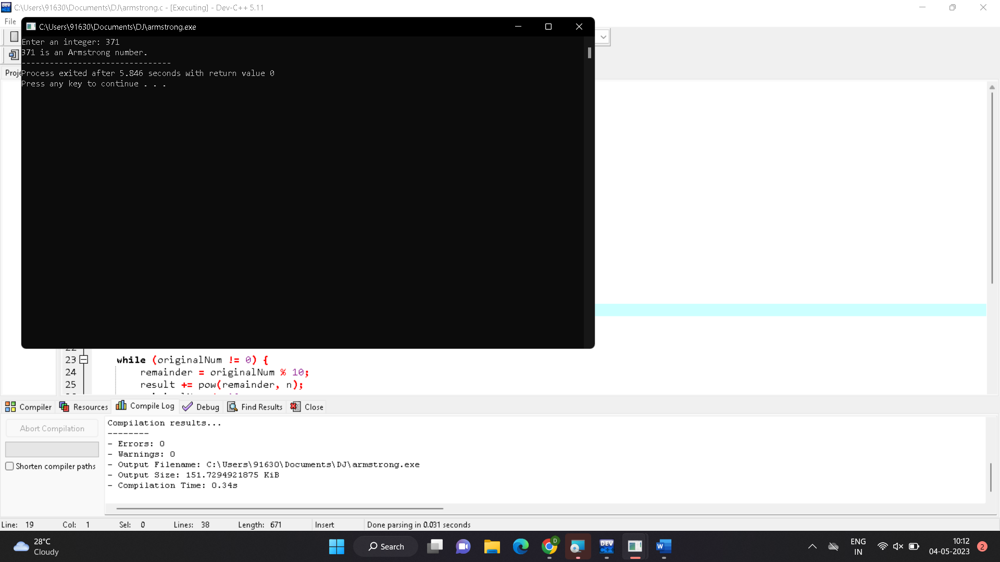 C:\Users\91630\Documents\DJ\armstrong.c - [Executing] - Dev-C++ 5.11
File
C:\Users\91630\Documents\DJ\armstrong.exe
Enter an integer: 371
371 is an Armstrong number.
--------------------------------
Proje
Process exited after 5.846 seconds with return value 0
Press any key to continue . . .
22
23 while (originalNum != 0) {
24 remainder = originalNum % 10;
25 result += pow(remainder, n);
Compiler Resources Compile Log Debug Find Results Close
Abort Compilation
Shorten compiler paths
Compilation results...
--------
- Errors: 0
- Warnings: 0
- Output Filename: C:\Users\91630\Documents\DJ\armstrong.exe
- Output Size: 151.7294921875 KiB
- Compilation Time: 0.34s
Line: 19 Col: 1 Sel: 0 Lines: 38 Length: 671 Insert Done parsing in 0.031 seconds
28°C
Cloudy
Search
D
DEV
C++
W
ENG
IN
10:12
04-05-2023
2